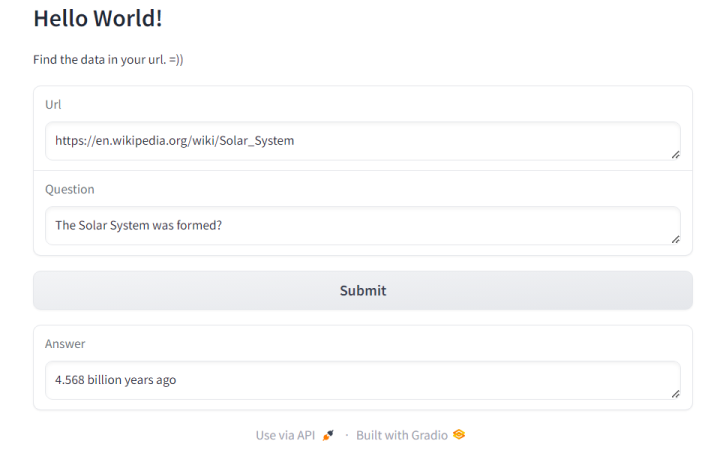 Hello World!
Find the data in your url. =))
Url
https://en.wikipedia.org/wiki/Solar_System
Question
The Solar System was formed?
Submit
Answer
4.568 billion years ago
Use via API 🚀 · Built with Gradio